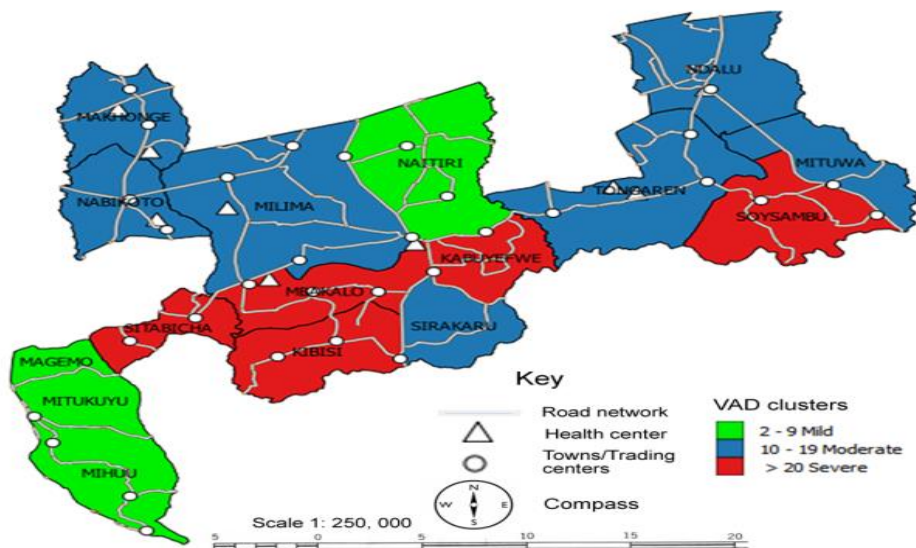 NDALU
MAKHONGE
NAITIRI
MITUWA
NABIKOTO
TONGAREN
MILIMA
SOYSAMBU
KABUYEFWE
MBAKALO
SITABICHA
SIRAKARU
KIBISI
MAGEMO
Key
MITUKUYU
Road network
VAD clusters
Health center
2 - 9 Mild
Towns/Trading
centers
10 - 19 Moderate
> 20 Severe
MIHUU
N
W E
S
Compass
Scale 1: 250, 000
5 0 5 10 15 20